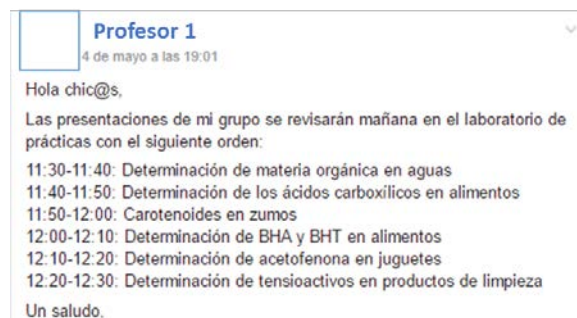 Profesor 1
4 de mayo a las 19:01
Hola chic@s,
Las presentaciones de mi grupo se revisarán mañana en el laboratorio de
prácticas con el siguiente orden:
11:30-11:40: Determinación de materia orgánica en aguas
11:40-11:50: Determinación de los ácidos carboxílicos en alimentos
11:50-12:00: Carotenoides en zumos
12:00-12:10: Determinación de BHA y BHT en alimentos
12:10-12:20: Determinación de acetofenona en juguetes
12:20-12:30: Determinación de tensioactivos en productos de limpieza
Un saludo,